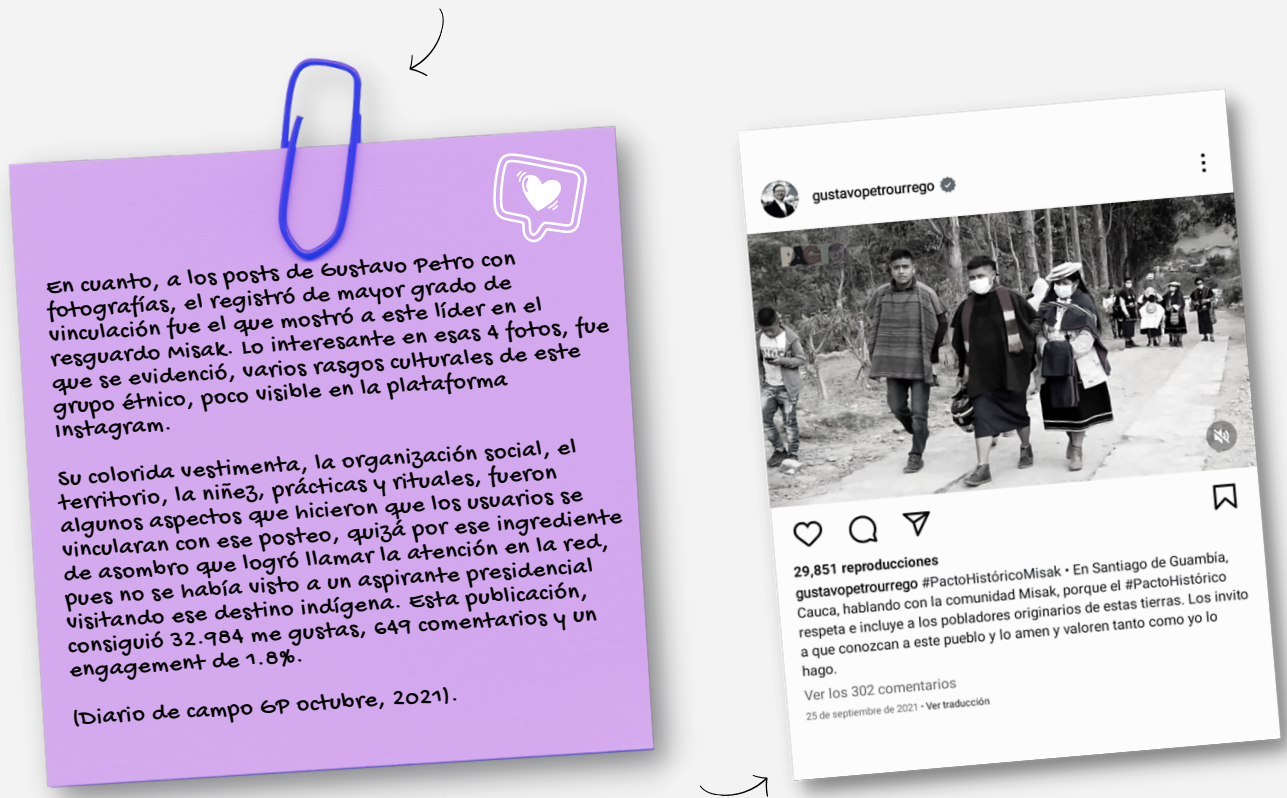 En cuanto, a los posts de Gustavo Petro con
fotografías, el registró de mayor grado de
vinculación fue el que mostró a este líder en el
resguardo Misak. Lo interesante en esas 4 fotos, fue
que se evidenció, varios rasgos culturales de este
grupo étnico, poco visible en la plataforma
Instagram.
Su colorida vestimenta, la organización social, el
territorio, la niñez, prácticas y rituales, fueron
algunos aspectos que hicieron que los usuarios se
vincularan con ese posteo, quizá por ese ingrediente
de asombro que logró llamar la atención en la red,
pues no se había visto a un aspirante presidencial
visitando ese destino indígena. Esta publicación,
consiguió 32.984 me gustas, 649 comentarios y un
engagement de 1.8%.
(Diario de campo GP octubre, 2021).
gustavopetrourrego
29,851 reproducciones
gustavopetrourrego #PactoHistóricoMisak • En Santiago de Guambía,
Cauca, hablando con la comunidad Misak, porque el #PactoHistórico
respeta e incluye a los pobladores originarios de estas tierras. Los invito
a que conozcan a este pueblo y lo amen y valoren tanto como yo lo
hago.
Ver los 302 comentarios
25 de septiembre de 2021 • Ver traducción